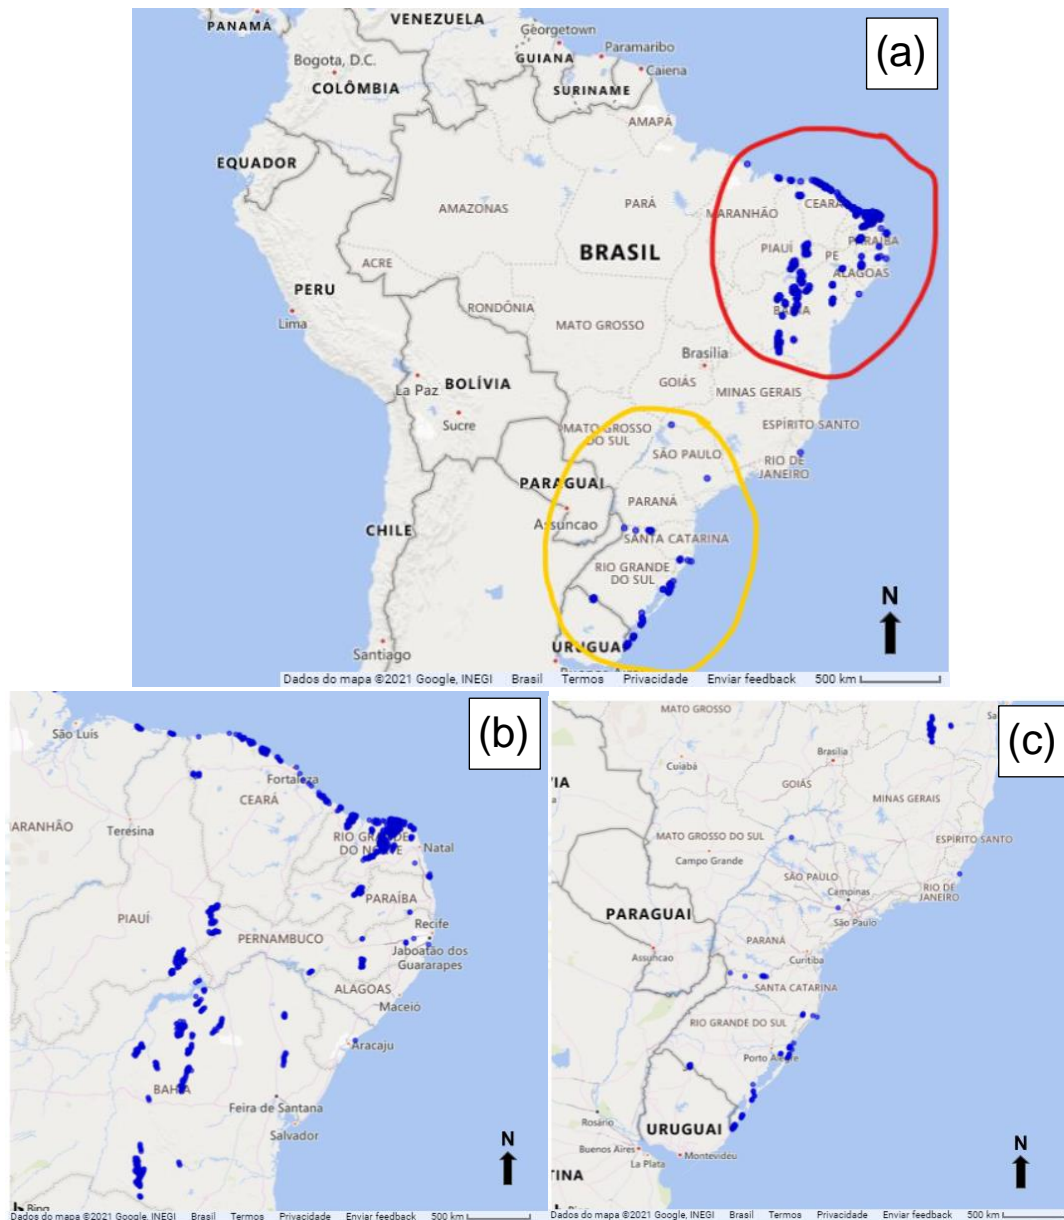 PANAMÁ
VENEZUELA
Georgetown
Bogota, D.C.
GUIANA
Paramaribo
Caiena
COLÔMBIA
SURINAME
AMAPÁ
(a)
EQUADOR
AMAZONAS
PARÁ
MARANHÃO
CEARÁ
BRASIL
PIAUÍ
PARAÍBA
PE
ACRE
ALAGOAS
PERU
RONDÔNIA
Lima
MATO GROSSO
BAHIA
Brasília
La Paz
BOLÍVIA
GOIÁS
MINAS GERAIS
Sucre
MATO GROSSO
DO SUL
ESPÍRITO SANTO
SÃO PAULO
RIO DE
JANEIRO
PARAGUAI
PARANÁ
Assuncao
CHILE
SANTA CATARINA
RIO GRANDE
DO SUL
N
URUGUAI
Santiago
Dados do mapa ©2021 Google, INEGI Brasil Termos Privacidade Enviar feedback 500 km
São Luís
(b)
Fortaleza
CEARÁ
Teresina
RIO GRANDE
DO NORTE
Natal
PARAÍBA
PIAUÍ
PERNAMBUCO
Recife
Jaboatão dos
Guararapes
ALAGOAS
Maceió
Aracaju
BAHIA
Feira de Santana
Salvador
N
Bing
Dados do mapa ©2021 Google, INEGI Brasil Termos Privacidade Enviar feedback 500 km
MATO GROSSO
(c)
Brasília
Cuiabá
GOIÁS
VIA
MINAS GERAIS
MATO GROSSO DO SUL
ESPÍRITO SANTO
Campo Grande
SÃO PAULO
Campinas
RIO DE
JANEIRO
São Paulo
PARAGUAI
PARANÁ
Assuncao
Curitiba
SANTA CATARINA
RIO GRANDE DO SUL
Porto Alegre
Rosário
URUGUAI
Buenos Aires
La Plata
Montevideu
TINA
N
Dados do mapa ©2021 Google, INEGI Brasil Termos Privacidade Enviar feedback 500 km